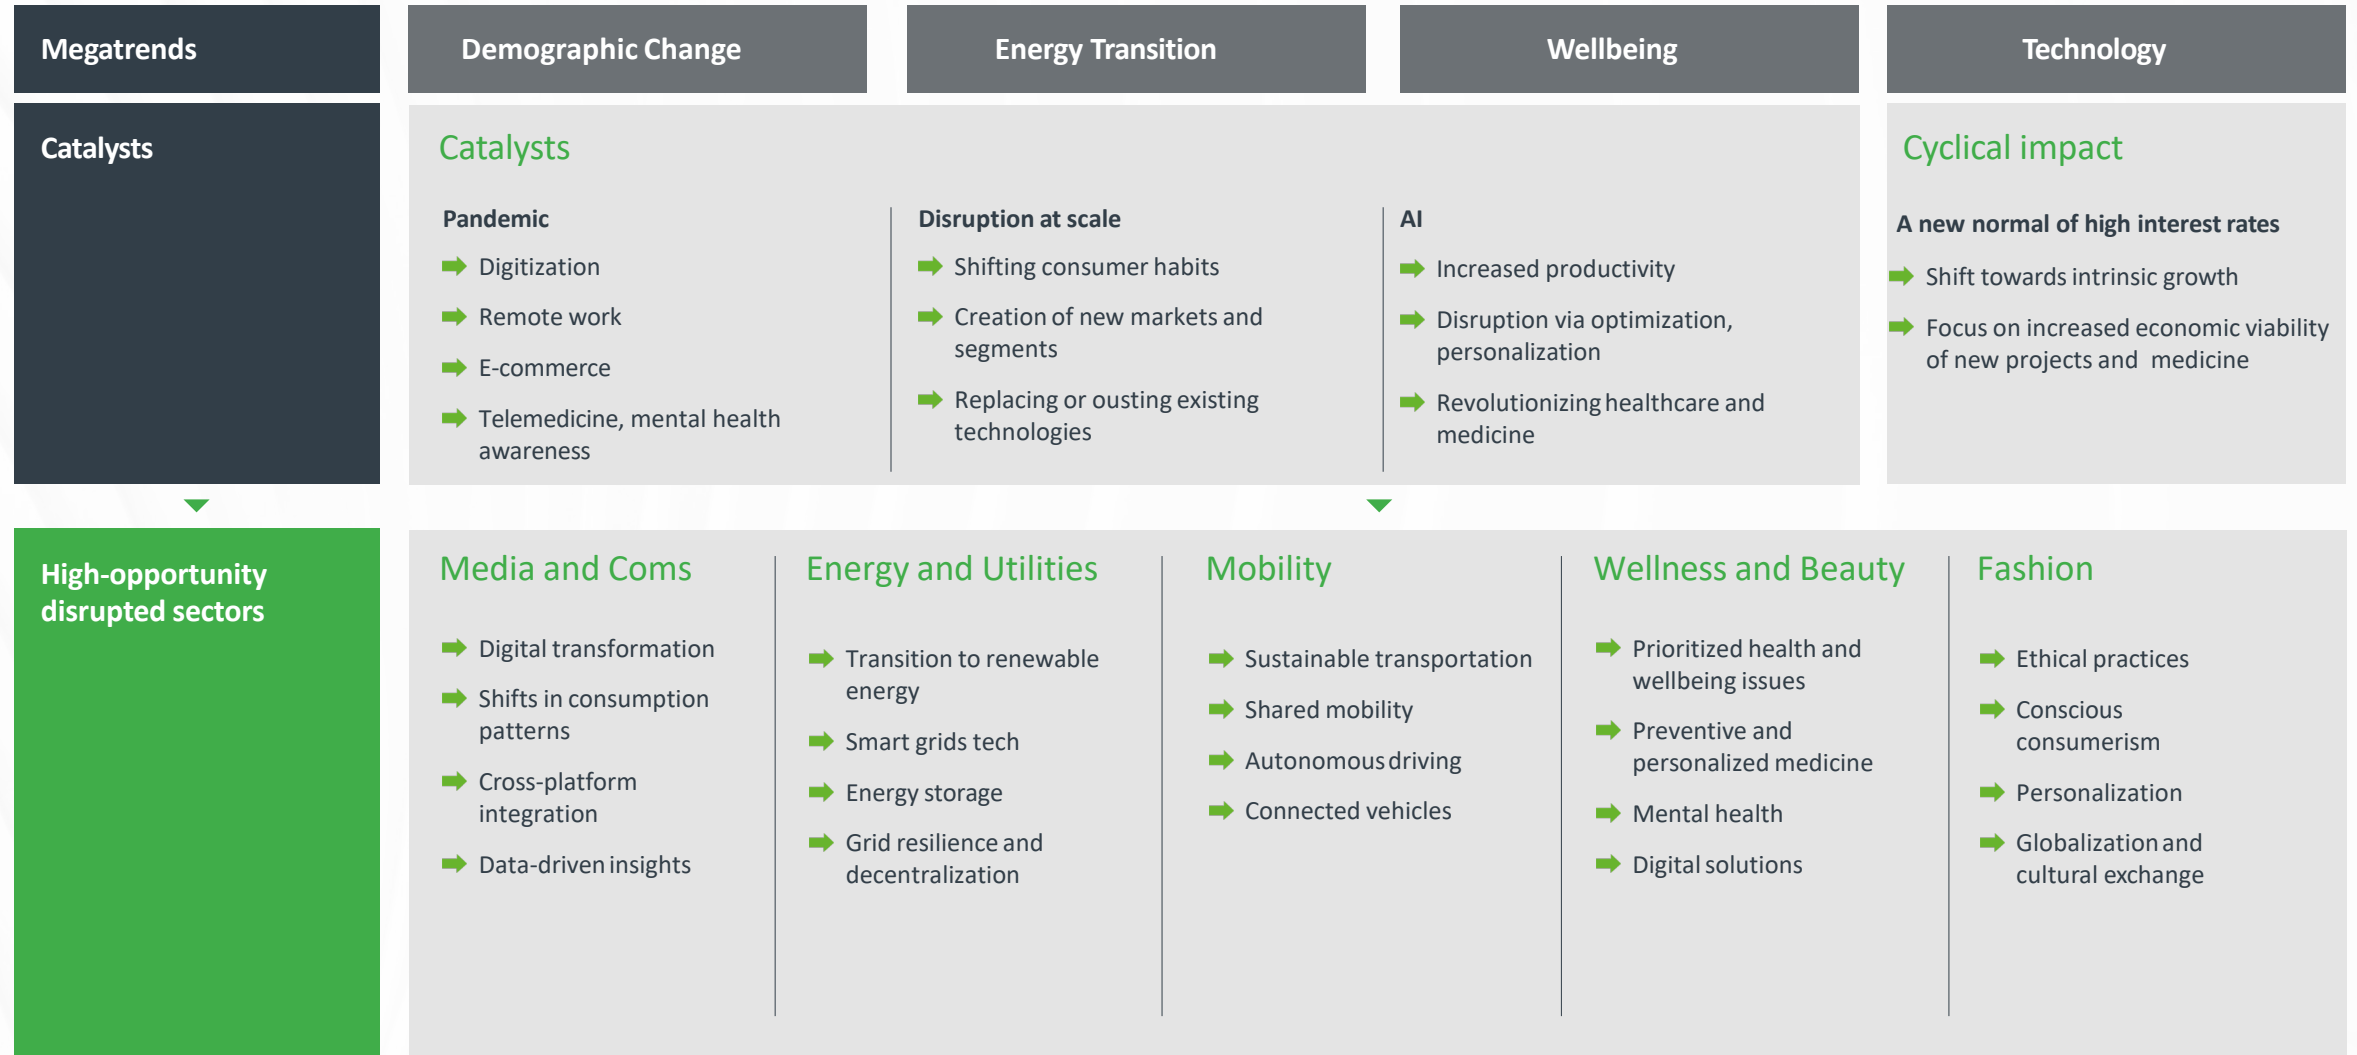 Megatrends
Demographic Change
Energy Transition
Wellbeing
Technology
Catalysts
Catalysts
Pandemic
Digitization
Remote work
E-commerce
Telemedicine, mental health
awareness
Disruption at scale
Shifting consumer habits
Creation of new markets and
segments
Replacing or ousting existing
technologies
AI
Increased productivity
Disruption via optimization,
personalization
Revolutionizing healthcare and
medicine
Cyclical impact
A new normal of high interest rates
Shift towards intrinsic growth
Focus on increased economic viability
of new projects and medicine
High-opportunity
disrupted sectors
Media and Coms
Digital transformation
Shifts in consumption
patterns
Cross-platform
integration
Data-driven insights
Energy and Utilities
Transition to renewable
energy
Smart grids tech
Energy storage
Grid resilience and
decentralization
Mobility
Sustainable transportation
Shared mobility
Autonomous driving
Connected vehicles
Wellness and Beauty
Prioritized health and
wellbeing issues
Preventive and
personalized medicine
Mental health
Digital solutions
Fashion
Ethical practices
Conscious
consumerism
Personalization
Globalization and
cultural exchange